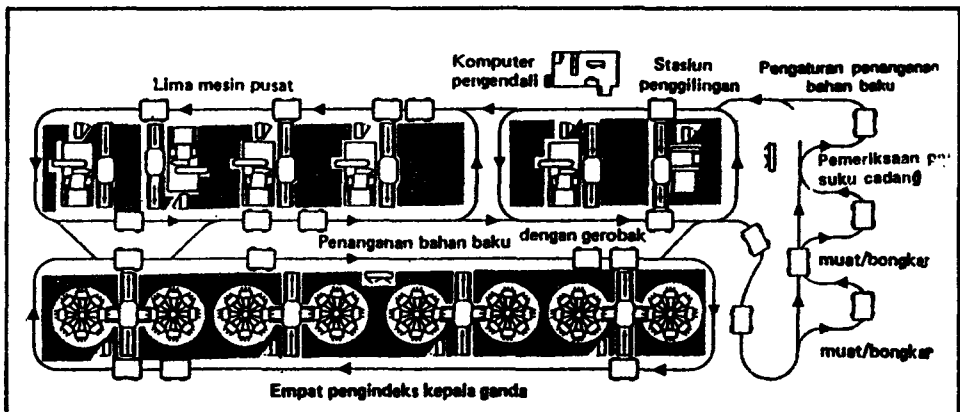 Komputer
pengendali
Stasiun
penggilingan
Pengaturan penanganan
bahan baku
Lima mesin pusat
Pemeriksaan
suku cadang
Penanganan bahan baku
dengan gerobak
muat/bongkar
muat/bongkar
Empat pengindeks kepala ganda